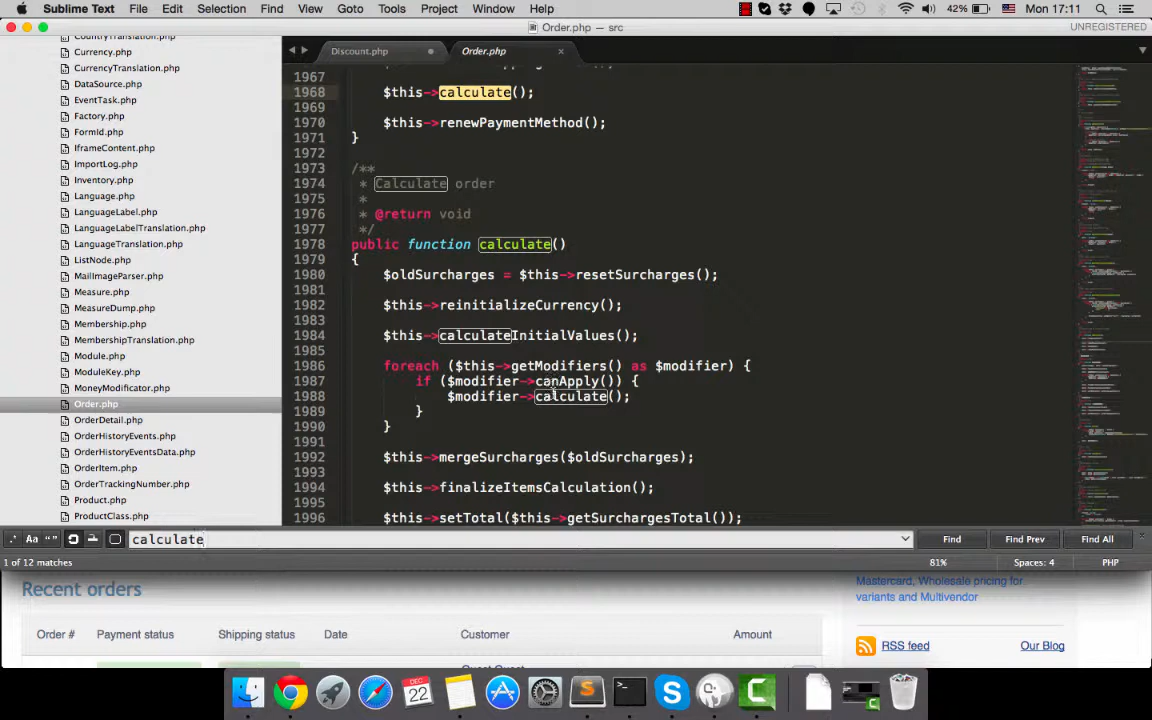 Sublime Text File Edit Selection Find View Goto Tools Project Window Help 42% Mon 17:11
Order.php — src UNREGISTERED
Discount.php Order.php
CountryTranslation.php
Currency.php
CurrencyTranslation.php
DataSource.php
EventTask.php
Factory.php
FormId.php
IframeContent.php
ImportLog.php
Inventory.php
Language.php
LanguageLabel.php
LanguageLabelTranslation.php
LanguageTranslation.php
ListNode.php
MailImageParser.php
Measure.php
MeasureDump.php
Membership.php
MembershipTranslation.php
Module.php
ModuleKey.php
MoneyModificator.php
Order.php
OrderDetail.php
OrderHistoryEvents.php
OrderHistoryEventsData.php
OrderItem.php
OrderTrackingNumber.php
Product.php
ProductClass.php
1967
1968 $this->calculate();
1969
1970 $this->renewPaymentMethod();
1971 }
1972
1973 /**
1974 * Calculate order
1975 *
1976 * @return void
1977 */
1978 public function calculate()
1979 {
1980 $oldSurcharges = $this->resetSurcharges();
1981
1982 $this->reinitializeCurrency();
1983
1984 $this->calculateInitialValues();
1985
1986 foreach ($this->getModifiers() as $modifier) {
1987 if ($modifier->canApply()) {
1988 $modifier->calculate();
1989 }
1990 }
1991
1992 $this->mergeSurcharges($oldSurcharges);
1993
1994 $this->finalizeItemsCalculation();
1995
1996 $this->setTotal($this->getSurchargesTotal());
.* Aa “” calculate Find Find Prev Find All
1 of 12 matches 81% Spaces: 4 PHP
Recent orders
Order # Payment status Shipping status Date Customer Amount
Mastercard, Wholesale pricing for
variants and Multivendor
RSS feed Our Blog
DEC
22